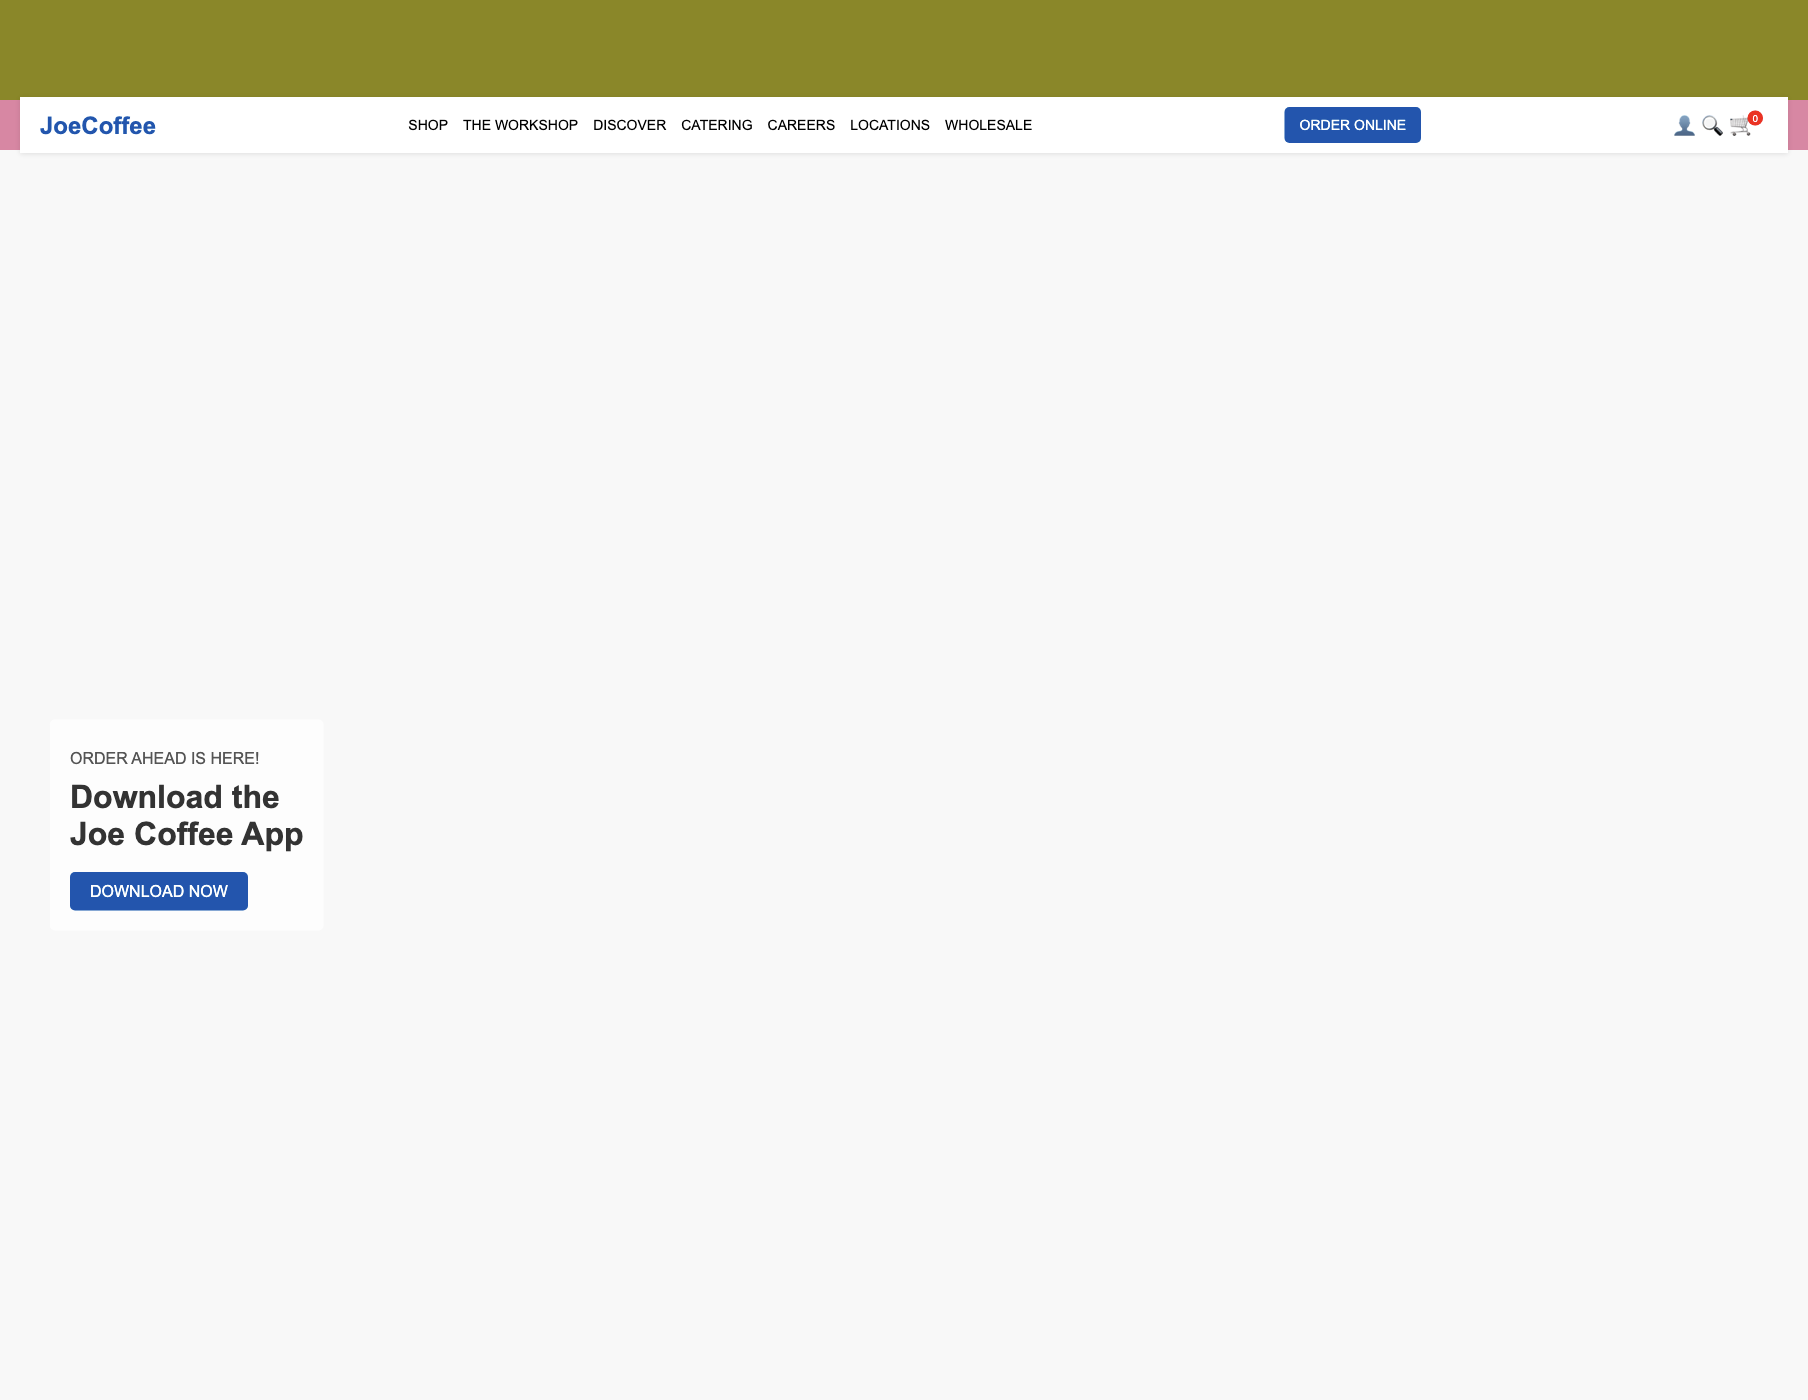 JoeCoffee
SHOP THE WORKSHOP DISCOVER CATERING CAREERS LOCATIONS WHOLESALE
ORDER ONLINE
0
ORDER AHEAD IS HERE!
Download the
Joe Coffee App
DOWNLOAD NOW